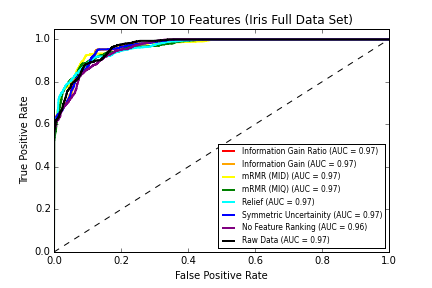 SVM ON TOP 10 Features (Iris Full Data Set)
1.0
0.8
0.6
0.4
0.2
0.0
True Positive Rate
Information Gain Ratio (AUC = 0.97)
Information Gain (AUC = 0.97)
mRMR (MID) (AUC = 0.97)
mRMR (MIQ) (AUC = 0.97)
Relief (AUC = 0.97)
Symmetric Uncertainity (AUC = 0.97)
No Feature Ranking (AUC = 0.96)
Raw Data (AUC = 0.97)
0.0 0.2 0.4 0.6 0.8 1.0
False Positive Rate